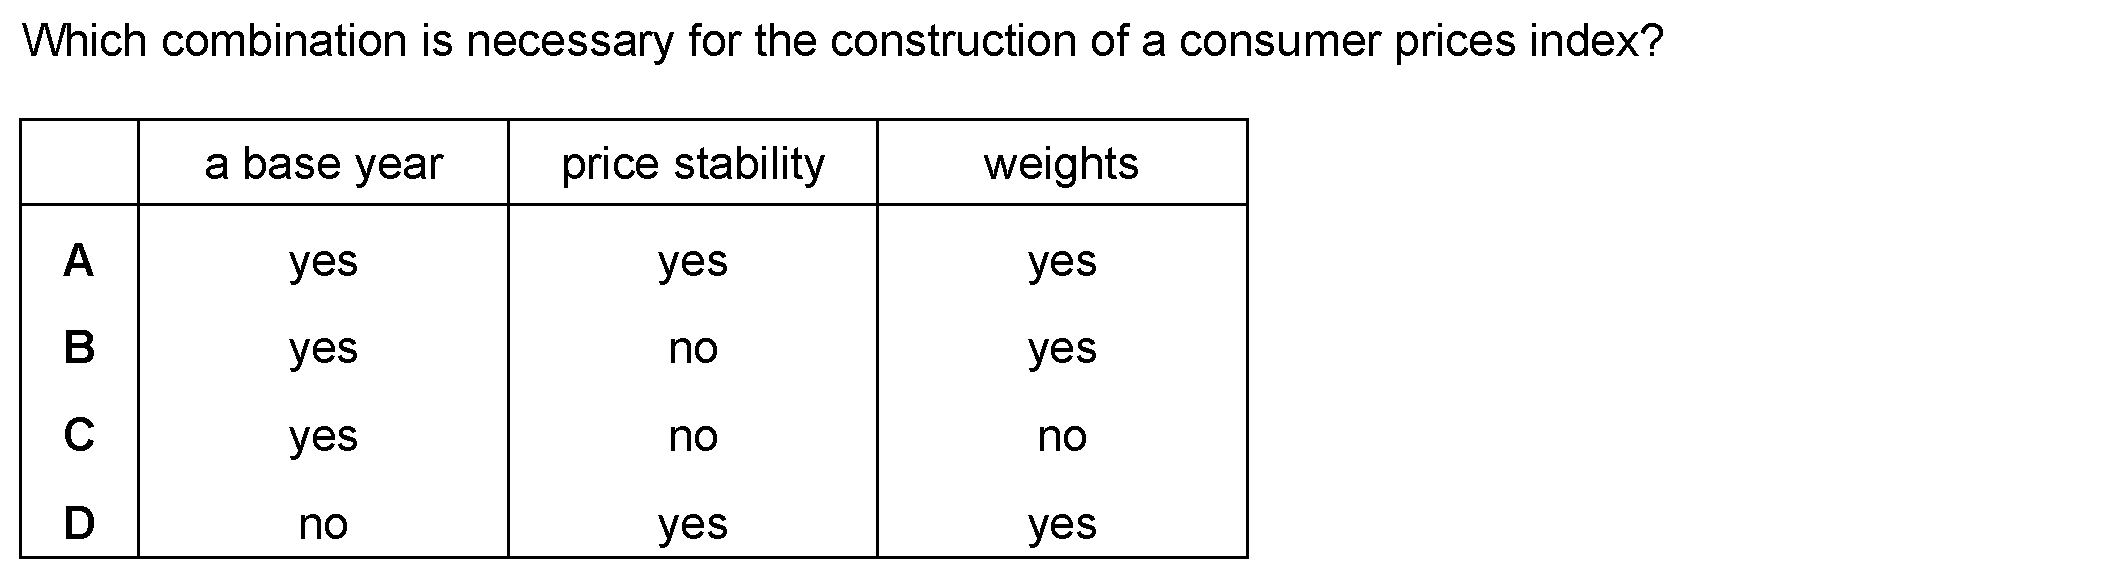 Which combination is necessary for the construction of a consumer prices index?
a base year price stability weights
A yes yes yes
B yes no yes
C yes no no
D no yes yes